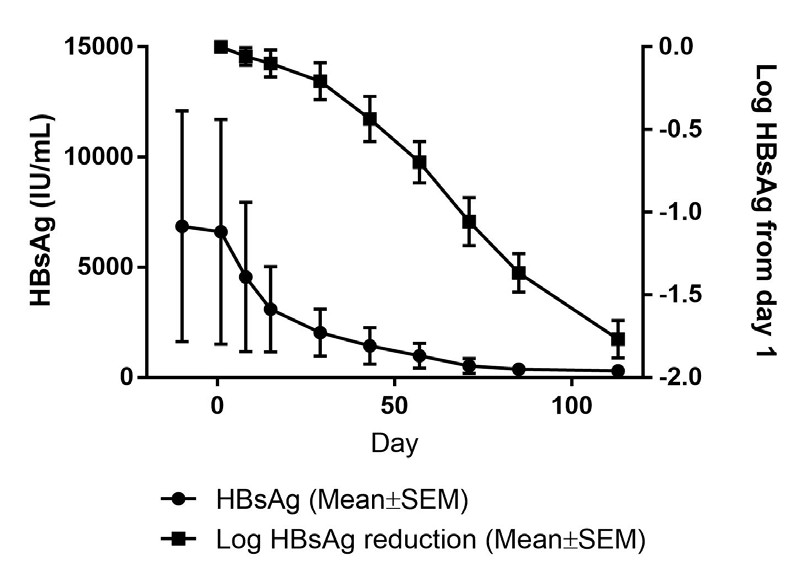 15000
10000
5000
0
HBsAg (IU/mL)
0.0
-0.5
-1.0
-1.5
-2.0
Log HBsAg from day 1
0 50 100
Day
HBsAg (Mean±SEM)
Log HBsAg reduction (Mean±SEM)